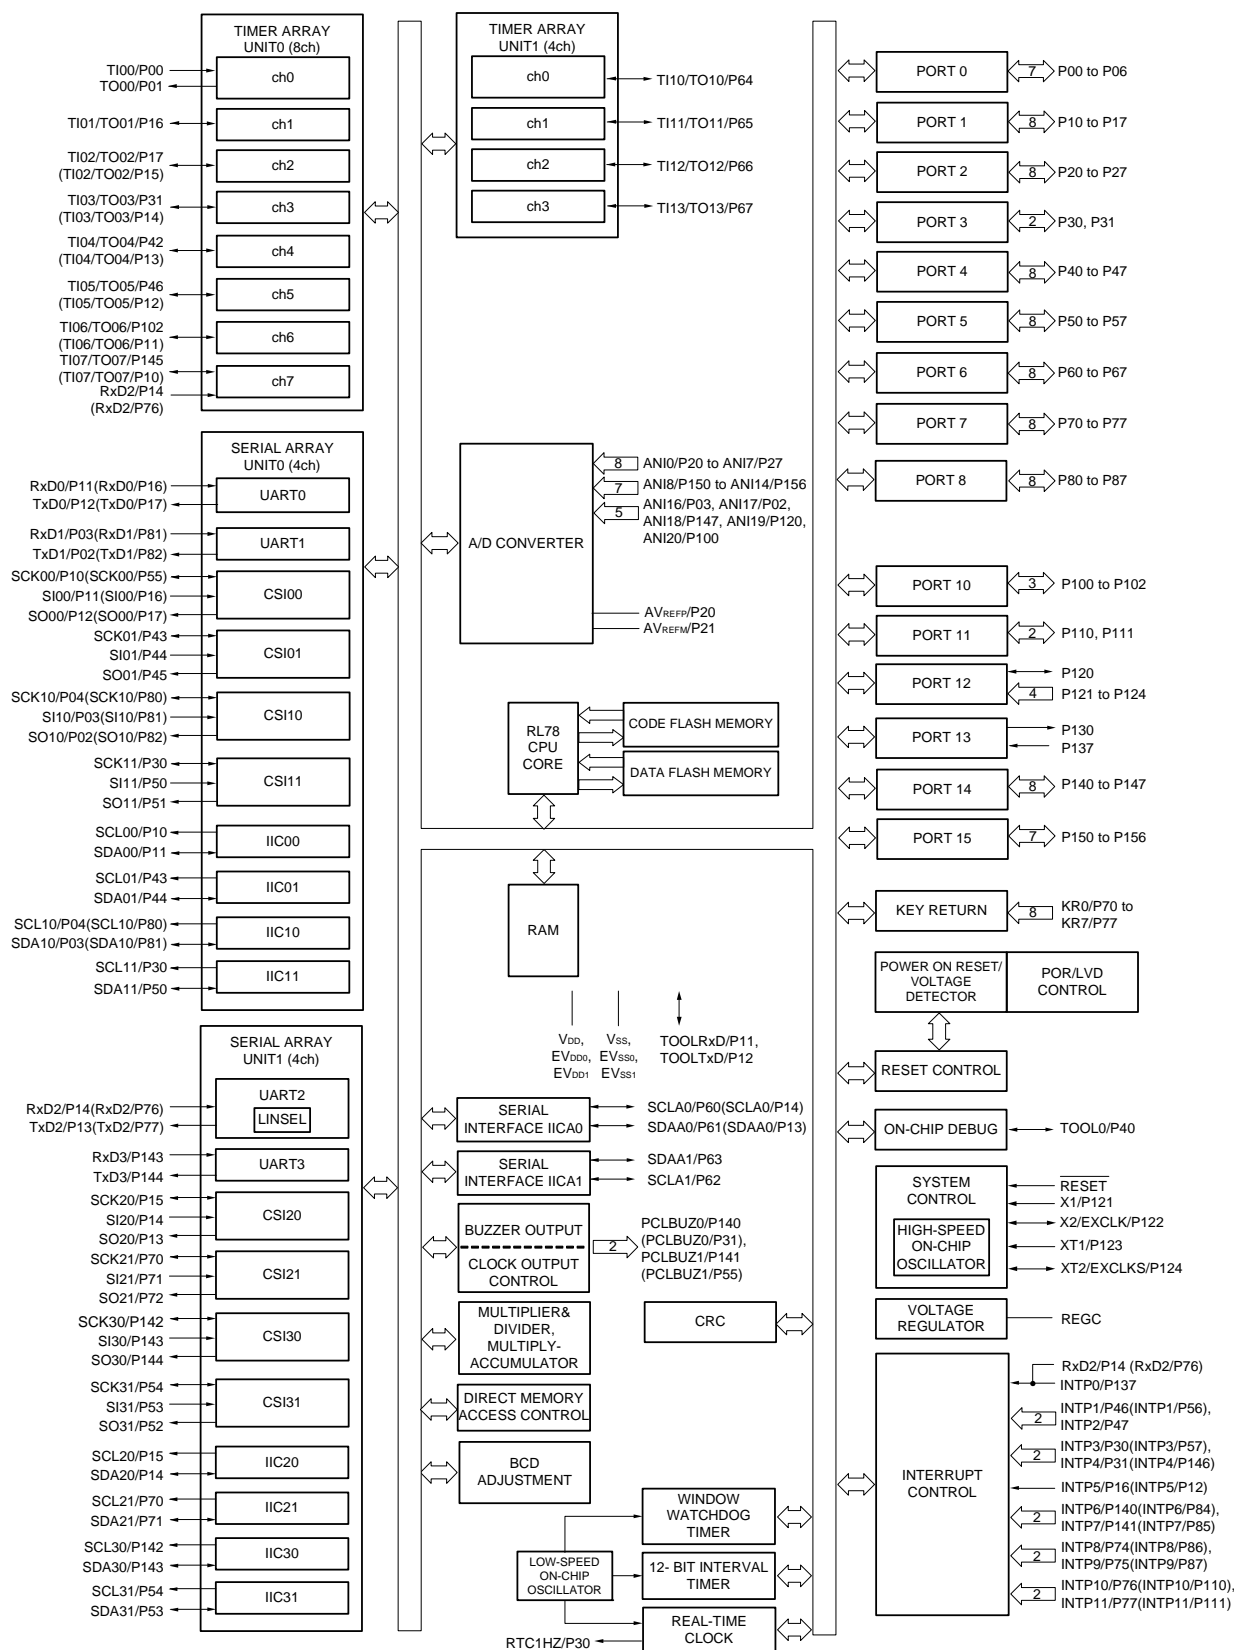 TIMER ARRAY
UNIT0 (8ch)
ch0
TI00/P00
TO00/P01
ch1
TI01/TO01/P16
ch2
TI02/TO02/P17
(TI02/TO02/P15)
ch3
TI03/TO03/P31
(TI03/TO03/P14)
ch4
TI04/TO04/P42
(TI04/TO04/P13)
ch5
TI05/TO05/P46
(TI05/TO05/P12)
ch6
TI06/TO06/P102
(TI06/TO06/P11)
TI07/TO07/P145
(TI07/TO07/P10)
ch7
RxD2/P14
(RxD2/P76)
SERIAL ARRAY
UNIT0 (4ch)
UART0
RxD0/P11(RxD0/P16)
TxD0/P12(TxD0/P17)
UART1
RxD1/P03(RxD1/P81)
TxD1/P02(TxD1/P82)
CSI00
SCK00/P10(SCK00/P55)
SI00/P11(SI00/P16)
SO00/P12(SO00/P17)
CSI01
SCK01/P43
SI01/P44
SO01/P45
CSI10
SCK10/P04(SCK10/P80)
SI10/P03(SI10/P81)
SO10/P02(SO10/P82)
CSI11
SCK11/P30
SI11/P50
SO11/P51
IIC00
SCL00/P10
SDA00/P11
IIC01
SCL01/P43
SDA01/P44
IIC10
SCL10/P04(SCL10/P80)
SDA10/P03(SDA10/P81)
IIC11
SCL11/P30
SDA11/P50
SERIAL ARRAY
UNIT1 (4ch)
UART2
LINSEL
RxD2/P14(RxD2/P76)
TxD2/P13(TxD2/P77)
UART3
RxD3/P143
TxD3/P144
CSI20
SCK20/P15
SI20/P14
SO20/P13
CSI21
SCK21/P70
SI21/P71
SO21/P72
CSI30
SCK30/P142
SI30/P143
SO30/P144
CSI31
SCK31/P54
SI31/P53
SO31/P52
IIC20
SCL20/P15
SDA20/P14
IIC21
SCL21/P70
SDA21/P71
IIC30
SCL30/P142
SDA30/P143
IIC31
SCL31/P54
SDA31/P53
TIMER ARRAY
UNIT1 (4ch)
ch0
TI10/TO10/P64
ch1
TI11/TO11/P65
ch2
TI12/TO12/P66
ch3
TI13/TO13/P67
A/D CONVERTER
8
ANI0/P20 to ANI7/P27
7
ANI8/P150 to ANI14/P156
5
ANI16/P03, ANI17/P02,
ANI18/P147, ANI19/P120,
ANI20/P100
AVREFP/P20
AVREFM/P21
RL78
CPU
CORE
CODE FLASH MEMORY
DATA FLASH MEMORY
RAM
VDD,
EVDD0,
EVDD1
VSS,
EVSS0,
EVSS1
TOOLRxD/P11,
TOOLTxD/P12
SERIAL
INTERFACE IICA0
SCLA0/P60(SCLA0/P14)
SDAA0/P61(SDAA0/P13)
SERIAL
INTERFACE IICA1
SDAA1/P63
SCLA1/P62
BUZZER OUTPUT
CLOCK OUTPUT
CONTROL
2
PCLBUZ0/P140
(PCLBUZ0/P31),
PCLBUZ1/P141
(PCLBUZ1/P55)
MULTIPLIER&
DIVIDER,
MULTIPLY-
ACCUMULATOR
CRC
DIRECT MEMORY
ACCESS CONTROL
BCD
ADJUSTMENT
WINDOW
WATCHDOG
TIMER
LOW-SPEED
ON-CHIP
OSCILLATOR
12- BIT INTERVAL
TIMER
REAL-TIME
CLOCK
RTC1HZ/P30
PORT 0
7
P00 to P06
PORT 1
8
P10 to P17
PORT 2
8
P20 to P27
PORT 3
2
P30, P31
PORT 4
8
P40 to P47
PORT 5
8
P50 to P57
PORT 6
8
P60 to P67
PORT 7
8
P70 to P77
PORT 8
8
P80 to P87
PORT 10
3
P100 to P102
PORT 11
2
P110, P111
PORT 12
P120
4
P121 to P124
PORT 13
P130
P137
PORT 14
8
P140 to P147
PORT 15
7
P150 to P156
KEY RETURN
8
KR0/P70 to
KR7/P77
POWER ON RESET/
VOLTAGE
DETECTOR
POR/LVD
CONTROL
RESET CONTROL
ON-CHIP DEBUG
TOOL0/P40
SYSTEM
CONTROL
HIGH-SPEED
ON-CHIP
OSCILLATOR
RESET
X1/P121
X2/EXCLK/P122
XT1/P123
XT2/EXCLKS/P124
VOLTAGE
REGULATOR
REGC
INTERRUPT
CONTROL
RxD2/P14 (RxD2/P76)
INTP0/P137
2
INTP1/P46(INTP1/P56),
INTP2/P47
2
INTP3/P30(INTP3/P57),
INTP4/P31(INTP4/P146)
INTP5/P16(INTP5/P12)
2
INTP6/P140(INTP6/P84),
INTP7/P141(INTP7/P85)
2
INTP8/P74(INTP8/P86),
INTP9/P75(INTP9/P87)
2
INTP10/P76(INTP10/P110),
INTP11/P77(INTP11/P111)